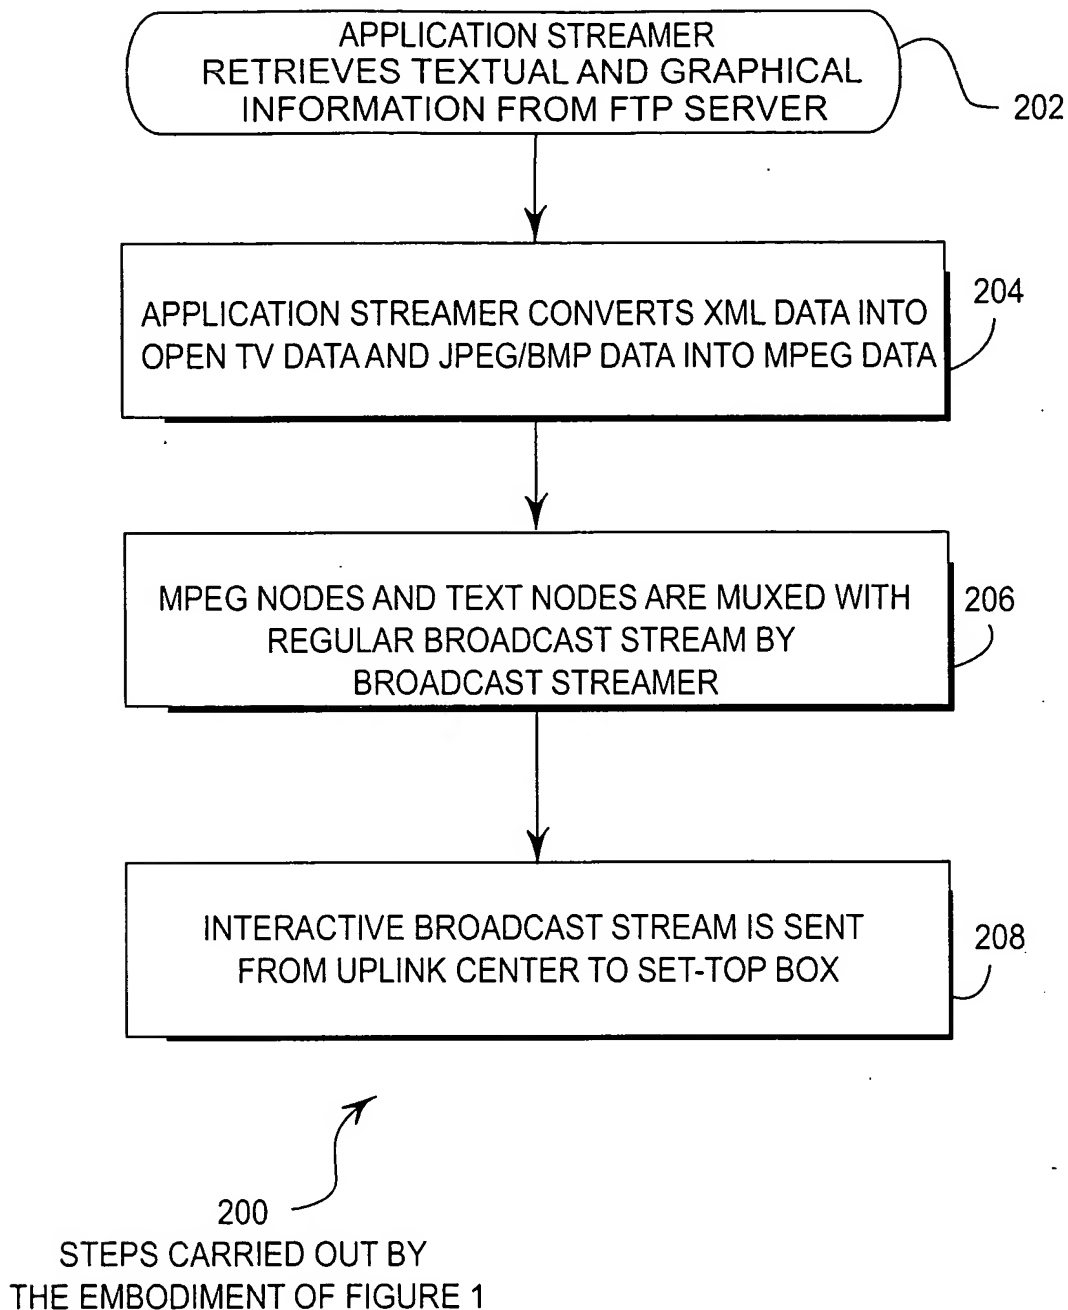 APPLICATION STREAMER
RETRIEVES TEXTUAL AND GRAPHICAL
INFORMATION FROM FTP SERVER
202
APPLICATION STREAMER CONVERTS XML DATA INTO
OPEN TV DATA AND JPEG/BMP DATA INTO MPEG DATA
204
MPEG NODES AND TEXT NODES ARE MUXED WITH
REGULAR BROADCAST STREAM BY
BROADCAST STREAMER
206
INTERACTIVE BROADCAST STREAM IS SENT
FROM UPLINK CENTER TO SET-TOP BOX
208
200
STEPS CARRIED OUT BY
THE EMBODIMENT OF FIGURE 1